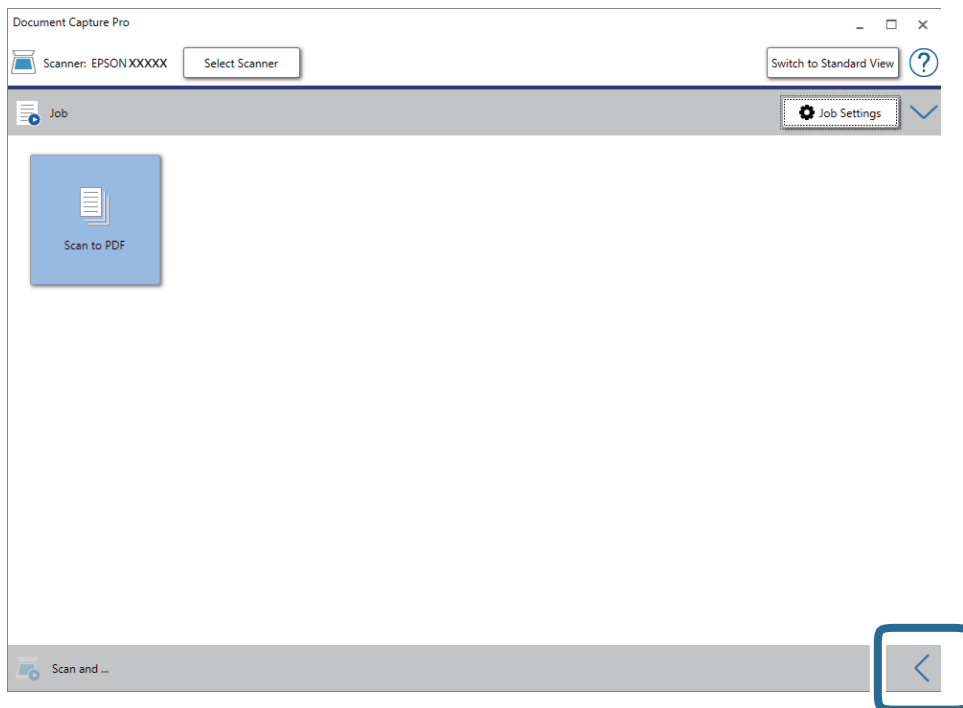 Document Capture Pro
Scanner: EPSON XXXXX
Select Scanner
Switch to Standard View
?
Job
Job Settings
Scan to PDF
Scan and ...